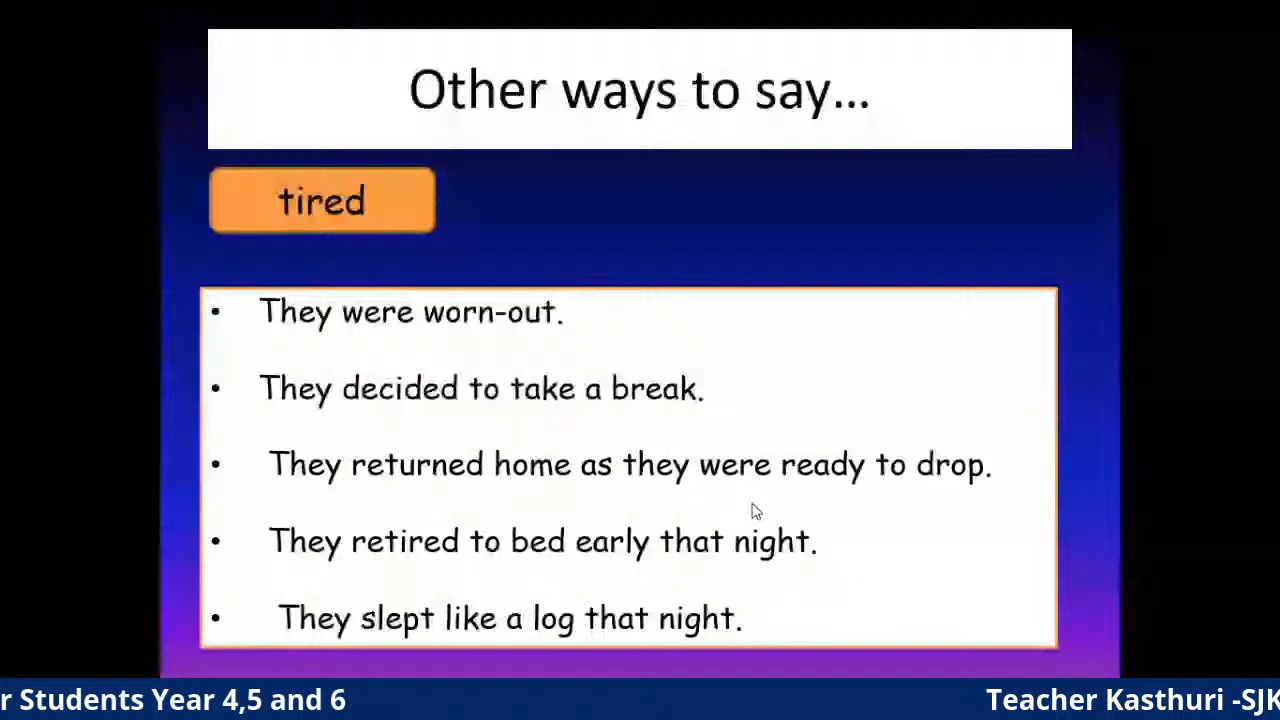 Other ways to say...
tired
• They were worn-out.
• They decided to take a break.
• They returned home as they were ready to drop.
• They retired to bed early that night.
• They slept like a log that night.
r Students Year 4,5 and 6
Teacher Kasthuri -SJK